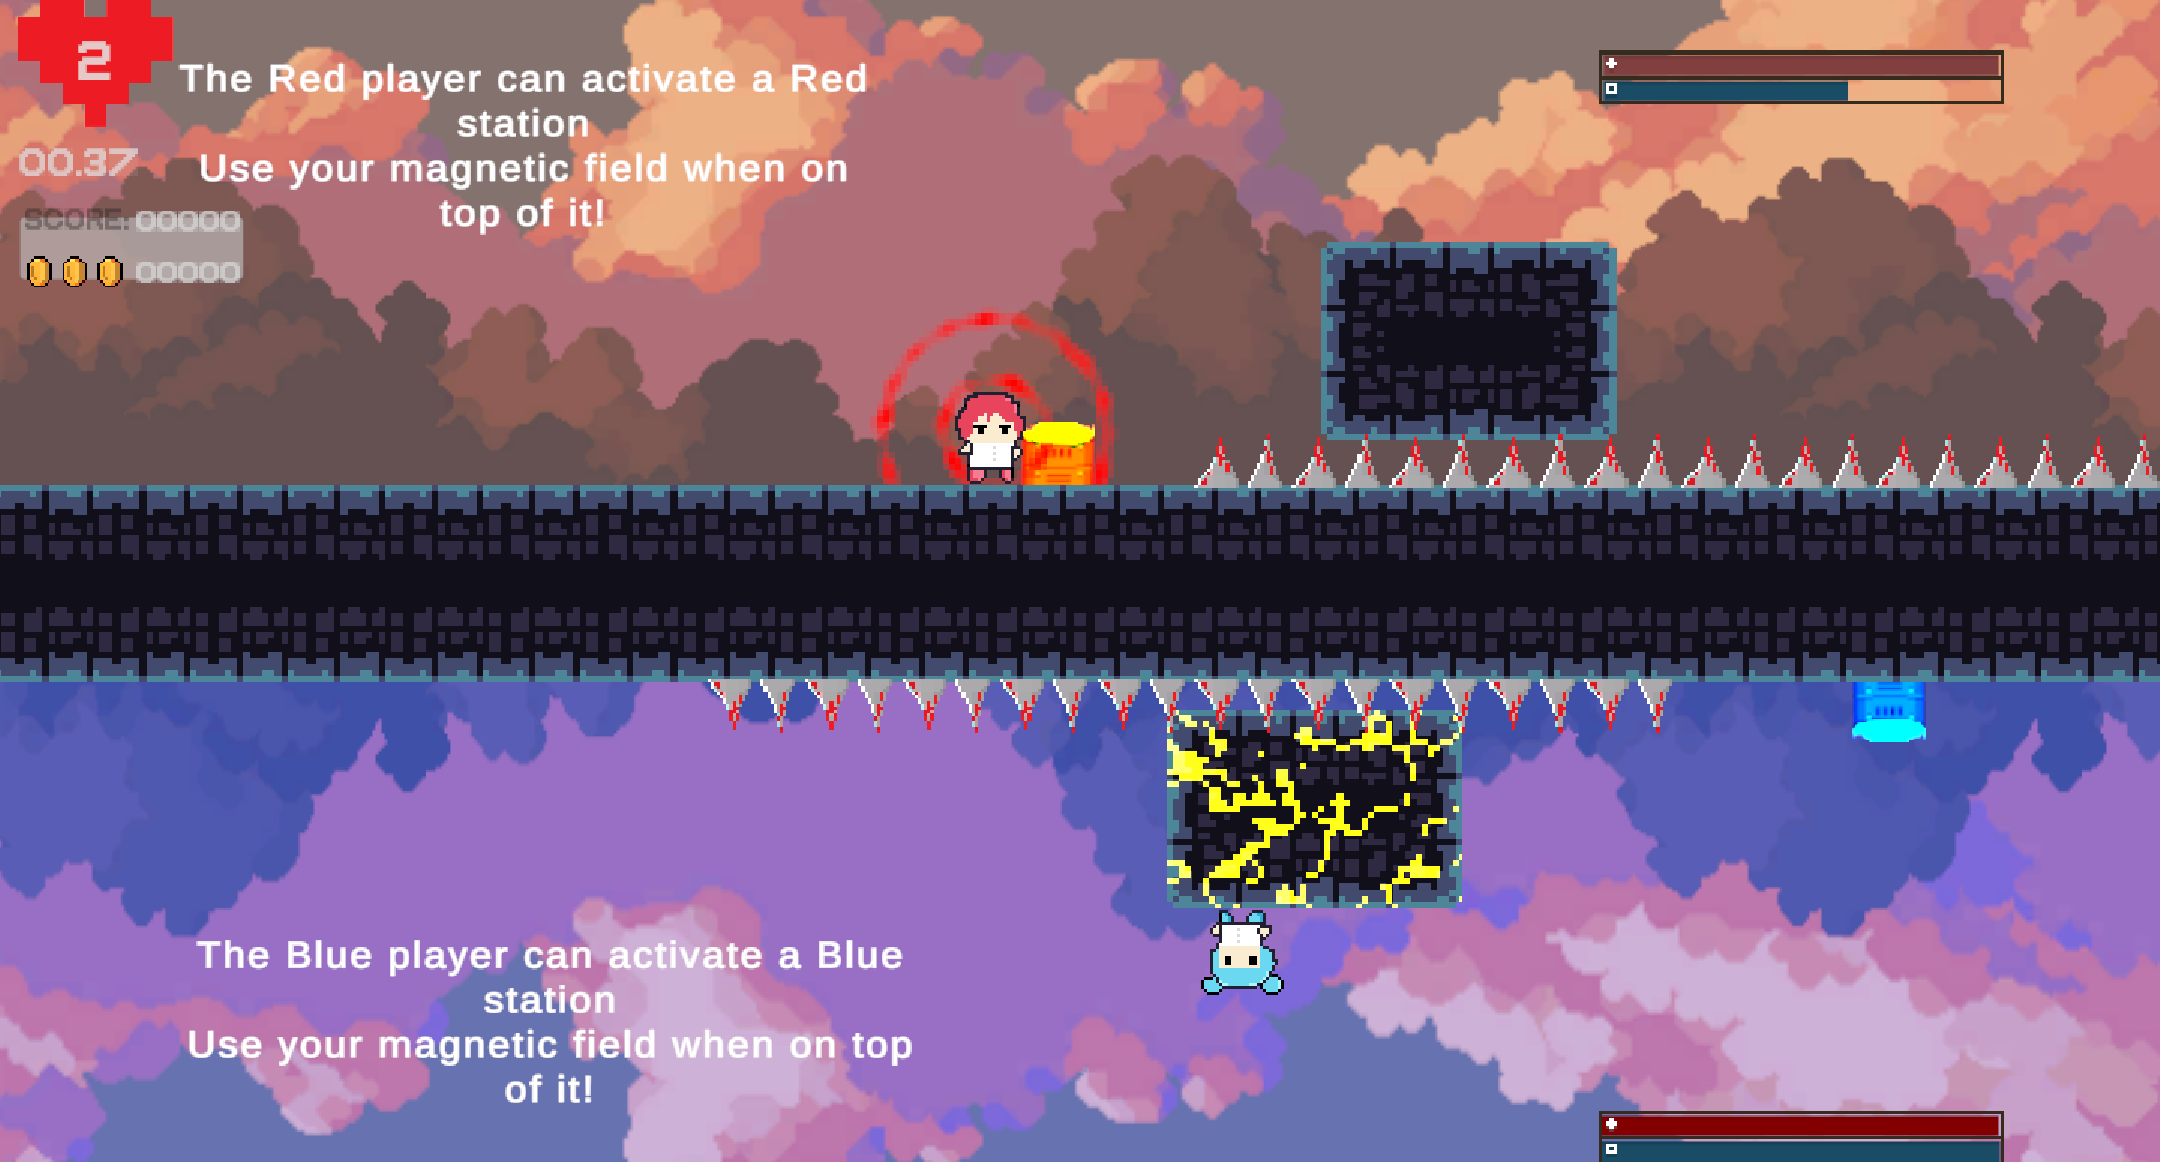 2
The Red player can activate a Red
station
Use your magnetic field when on
top of it!
00.37
SCORE: 00000
00000
The Blue player can activate a Blue
station
Use your magnetic field when on top
of it!